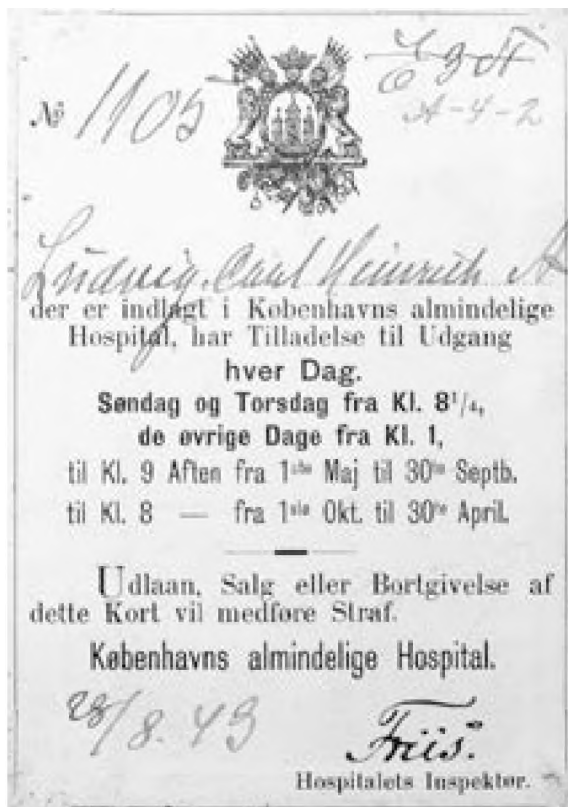 № 1105
A-4-2
Ludvig Carl Heinrich A
der er indlagt i Københavns almindelige
Hospital, har Tilladelse til Udgang
hver Dag.
Søndag og Torsdag fra Kl. 8 1/4,
de øvrige Dage fra Kl. 1,
til Kl. 9 Aften fra 1ste Maj til 30te Septb.
til Kl. 8 — fra 1ste Okt. til 30te April.
Udlaan, Salg eller Bortgivelse af
dette Kort vil medføre Straf.
Københavns almindelige Hospital.
28/8. 43
Friis.
Hospitalets Inspektør.